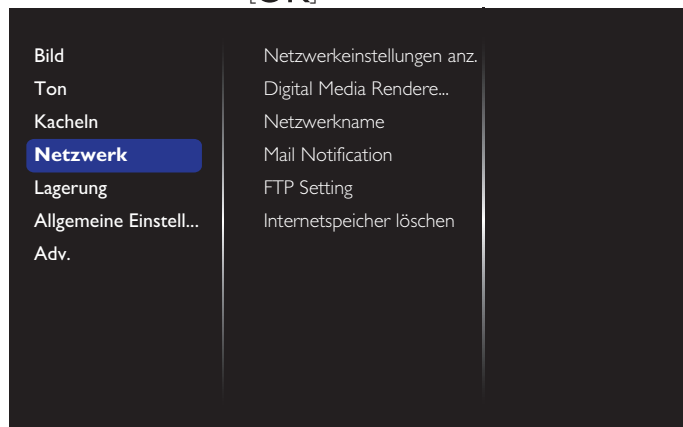 [OK]
Bild
Ton
Kacheln
Netzwerk
Lagerung
Allgemeine Einstell...
Adv.
Netzwerkeinstellungen anz.
Digital Media Rendere...
Netzwerkname
Mail Notification
FTP Setting
Internetspeicher löschen